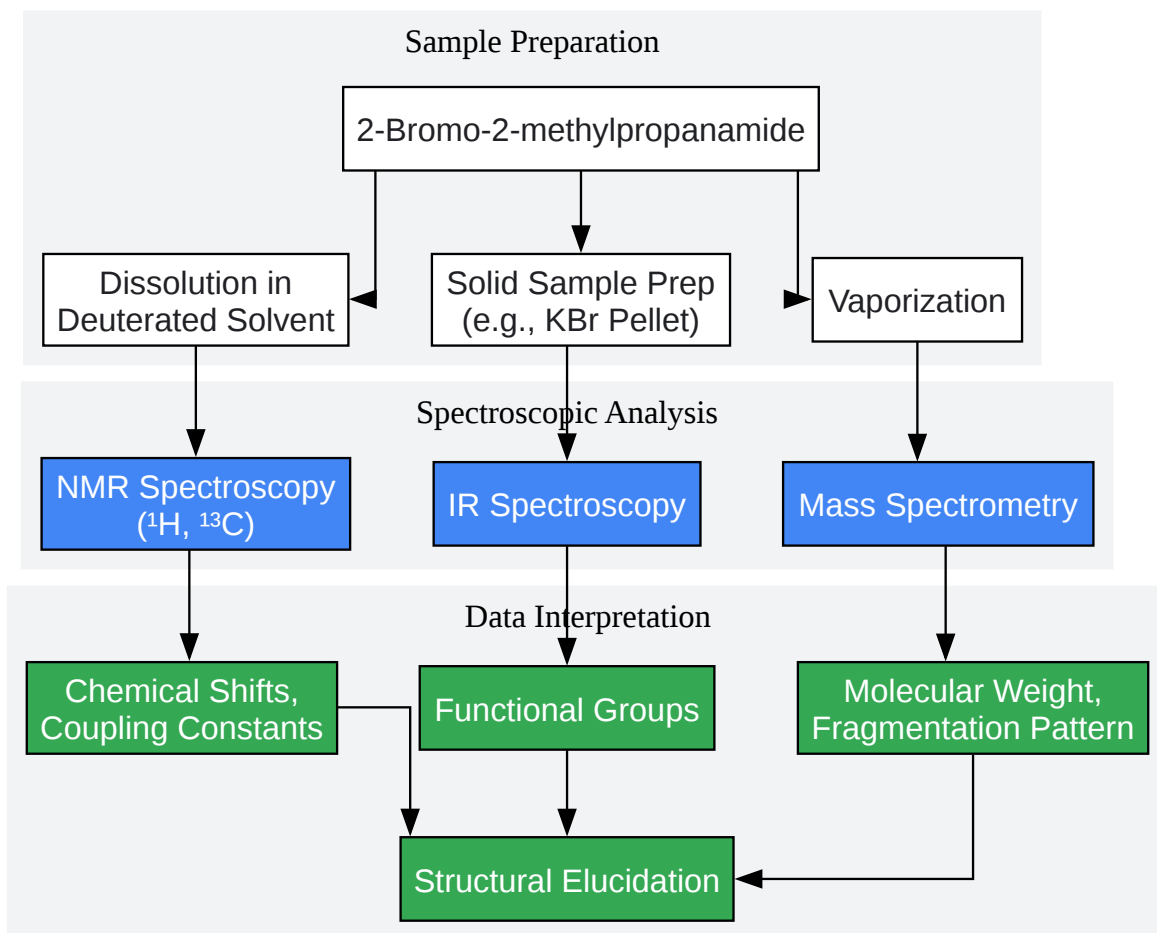 Sample Preparation
2-Bromo-2-methylpropanamide
Dissolution in
Deuterated Solvent
Solid Sample Prep
(e.g., KBr Pellet)
Vaporization
Spectroscopic Analysis
NMR Spectroscopy
(¹H, ¹³C)
IR Spectroscopy
Mass Spectrometry
Data Interpretation
Chemical Shifts,
Coupling Constants
Functional Groups
Molecular Weight,
Fragmentation Pattern
Structural Elucidation